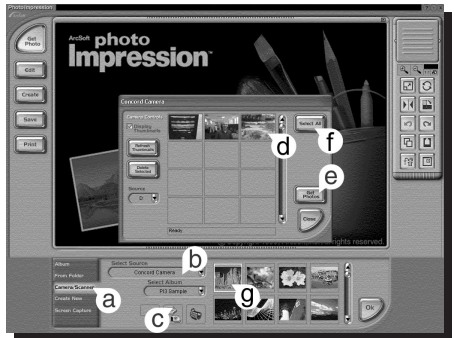 PhotoImpression
ArcSoft photo
Impression™
Get
Photo
Edit
Create
Save
Print
Concord Camera
Camera Controls
Display
Thumbnails
Refresh
Thumbnails
Delete
Selected
Source
D:
Select All
f
d
e
Get
Photos
Close
Ready
rights reserved.
Album
From Folder
Camera/Scanner
Create New
Screen Capture
a
Select Source
Concord Camera
b
Select Album
PI3 Sample
c
g
Ok